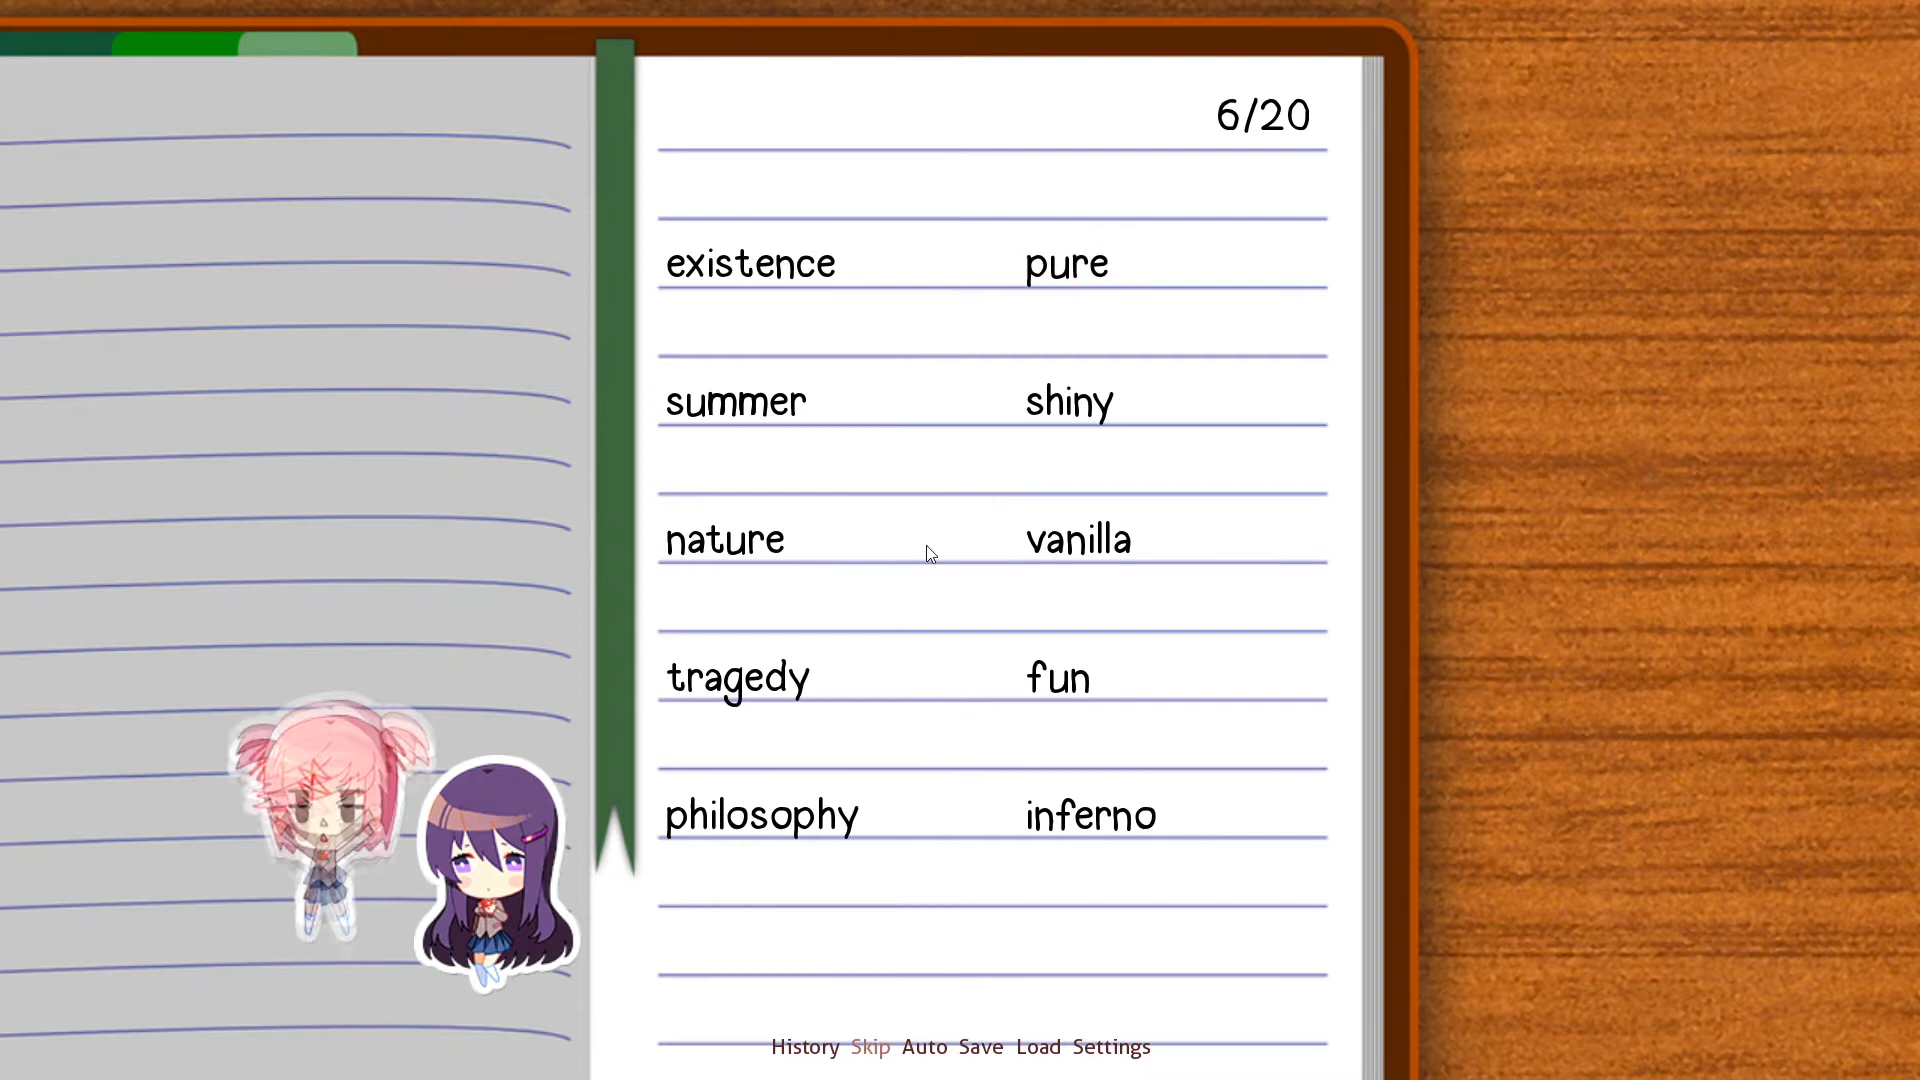 6/20
existence pure
summer shiny
nature vanilla
tragedy fun
philosophy inferno
History Skip Auto Save Load Settings